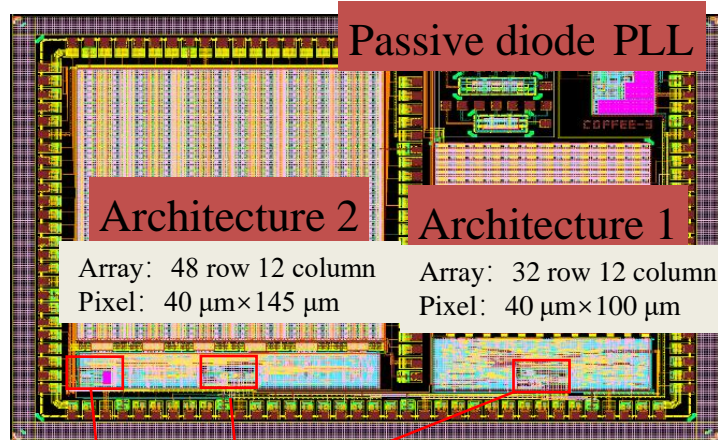 Passive diode PLL
COFFEE-3
Architecture 2
Array： 48 row 12 column
Pixel： 40 μm×145 μm
Architecture 1
Array： 32 row 12 column
Pixel： 40 μm×100 μm